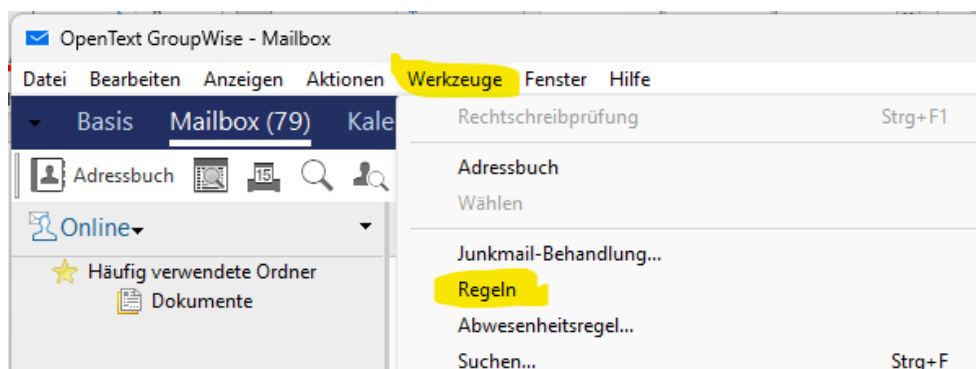 OpenText GroupWise - Mailbox
Datei Bearbeiten Anzeigen Aktionen Werkzeuge Fenster Hilfe
Basis Mailbox (79) Kale
Rechtschreibprüfung Strg+F1
Adressbuch 15
Adressbuch
Wählen
Online
Junkmail-Behandlung...
Häufig verwendete Ordner
Regeln
Dokumente
Abwesenheitsregel...
Suchen... Strg+F